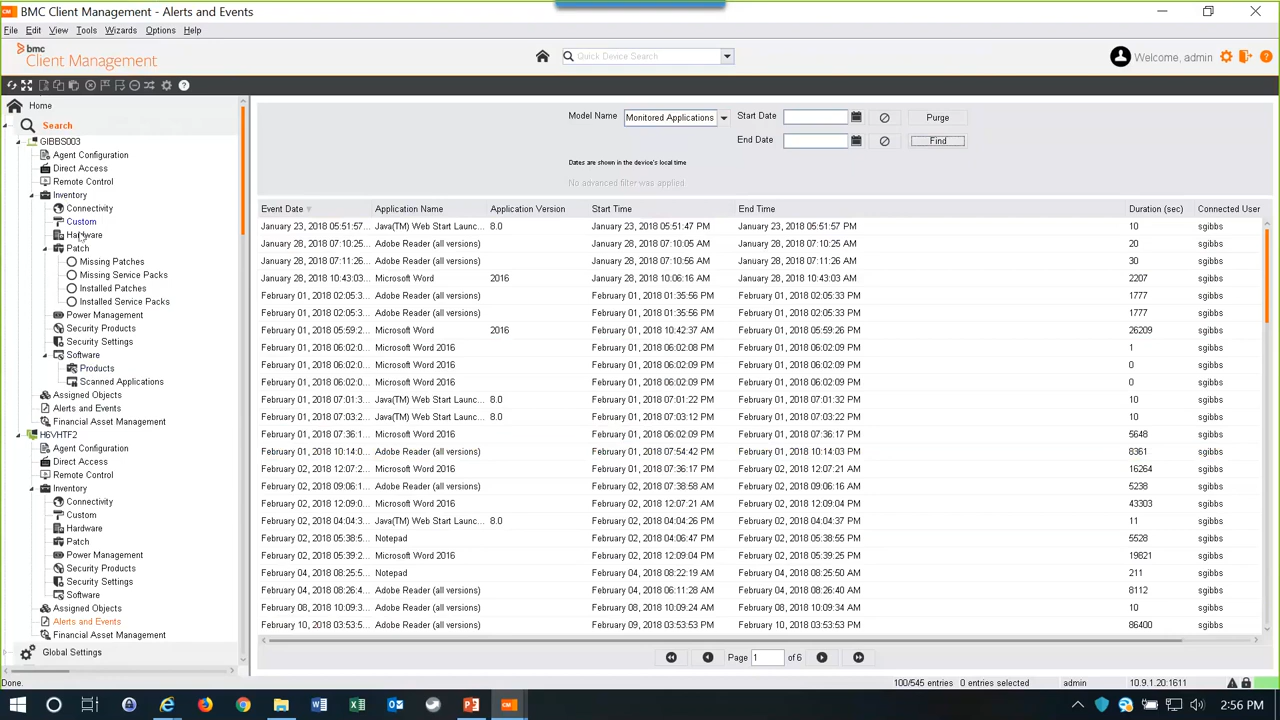 CM BMC Client Management - Alerts and Events
File Edit View Tools Wizards Options Help
bmc
Client Management
Quick Device Search
Welcome, admin
Home
Search
GIBBS003
Agent Configuration
Direct Access
Remote Control
Inventory
Connectivity
Custom
Hardware
Patch
Missing Patches
Missing Service Packs
Installed Patches
Installed Service Packs
Power Management
Security Products
Security Settings
Software
Products
Scanned Applications
Assigned Objects
Alerts and Events
Financial Asset Management
H6VHTF2
Agent Configuration
Direct Access
Remote Control
Inventory
Connectivity
Custom
Hardware
Patch
Power Management
Security Products
Security Settings
Software
Assigned Objects
Alerts and Events
Financial Asset Management
Global Settings
Model Name Monitored Applications Start Date Purge
End Date Find
Dates are shown in the device's local time
No advanced filter was applied.
Event Date Application Name Application Version Start Time End Time Duration (sec) Connected User
January 23, 2018 05:51:57... Java(TM) Web Start Launc... 8.0 January 23, 2018 05:51:47 PM January 23, 2018 05:51:57 PM 10 sgibbs
January 28, 2018 07:10:25... Adobe Reader (all versions) January 28, 2018 07:10:05 AM January 28, 2018 07:10:25 AM 20 sgibbs
January 28, 2018 07:11:26... Adobe Reader (all versions) January 28, 2018 07:10:55 AM January 28, 2018 07:11:26 AM 30 sgibbs
January 28, 2018 10:43:03... Microsoft Word 2016 January 28, 2018 10:06:16 AM January 28, 2018 10:43:03 AM 2207 sgibbs
February 01, 2018 02:05:3... Adobe Reader (all versions) February 01, 2018 01:35:56 PM February 01, 2018 02:05:33 PM 1777 sgibbs
February 01, 2018 02:05:3... Adobe Reader (all versions) February 01, 2018 01:35:56 PM February 01, 2018 02:05:33 PM 1777 sgibbs
February 01, 2018 05:59:2... Microsoft Word 2016 February 01, 2018 10:42:37 AM February 01, 2018 05:59:26 PM 26209 sgibbs
February 01, 2018 06:02:0... Microsoft Word 2016 February 01, 2018 06:02:08 PM February 01, 2018 06:02:09 PM 1 sgibbs
February 01, 2018 06:02:0... Microsoft Word 2016 February 01, 2018 06:02:09 PM February 01, 2018 06:02:09 PM 0 sgibbs
February 01, 2018 06:02:0... Microsoft Word 2016 February 01, 2018 06:02:09 PM February 01, 2018 06:02:09 PM 0 sgibbs
February 01, 2018 07:01:3... Java(TM) Web Start Launc... 8.0 February 01, 2018 07:01:22 PM February 01, 2018 07:01:32 PM 10 sgibbs
February 01, 2018 07:03:2... Java(TM) Web Start Launc... 8.0 February 01, 2018 07:03:12 PM February 01, 2018 07:03:22 PM 10 sgibbs
February 01, 2018 07:36:1... Microsoft Word 2016 February 01, 2018 06:02:09 PM February 01, 2018 07:36:17 PM 5648 sgibbs
February 01, 2018 10:14:0... Adobe Reader (all versions) February 01, 2018 07:54:42 PM February 01, 2018 10:14:03 PM 8361 sgibbs
February 02, 2018 12:07:2... Microsoft Word 2016 February 01, 2018 07:36:17 PM February 02, 2018 12:07:21 AM 16264 sgibbs
February 02, 2018 09:06:1... Adobe Reader (all versions) February 02, 2018 07:38:58 AM February 02, 2018 09:06:16 AM 5238 sgibbs
February 02, 2018 12:09:0... Microsoft Word 2016 February 02, 2018 12:07:21 AM February 02, 2018 12:09:04 PM 43303 sgibbs
February 02, 2018 04:04:3... Java(TM) Web Start Launc... 8.0 February 02, 2018 04:04:26 PM February 02, 2018 04:04:37 PM 11 sgibbs
February 02, 2018 05:38:5... Notepad February 02, 2018 04:06:47 PM February 02, 2018 05:38:55 PM 5528 sgibbs
February 02, 2018 05:39:2... Microsoft Word 2016 February 02, 2018 12:09:04 PM February 02, 2018 05:39:25 PM 19821 sgibbs
February 04, 2018 08:25:5... Notepad February 04, 2018 08:22:19 AM February 04, 2018 08:25:50 AM 211 sgibbs
February 04, 2018 08:26:4... Adobe Reader (all versions) February 04, 2018 06:11:28 AM February 04, 2018 08:26:40 AM 8112 sgibbs
February 08, 2018 10:09:3... Adobe Reader (all versions) February 08, 2018 10:09:24 AM February 08, 2018 10:09:34 AM 10 sgibbs
February 10, 2018 03:53:5... Adobe Reader (all versions) February 09, 2018 03:53:53 PM February 10, 2018 03:53:53 PM 86400 sgibbs
Page 1 of 6
Done. 100/545 entries 0 entries selected admin 10.9.1.20:1611
CM 2:56 PM